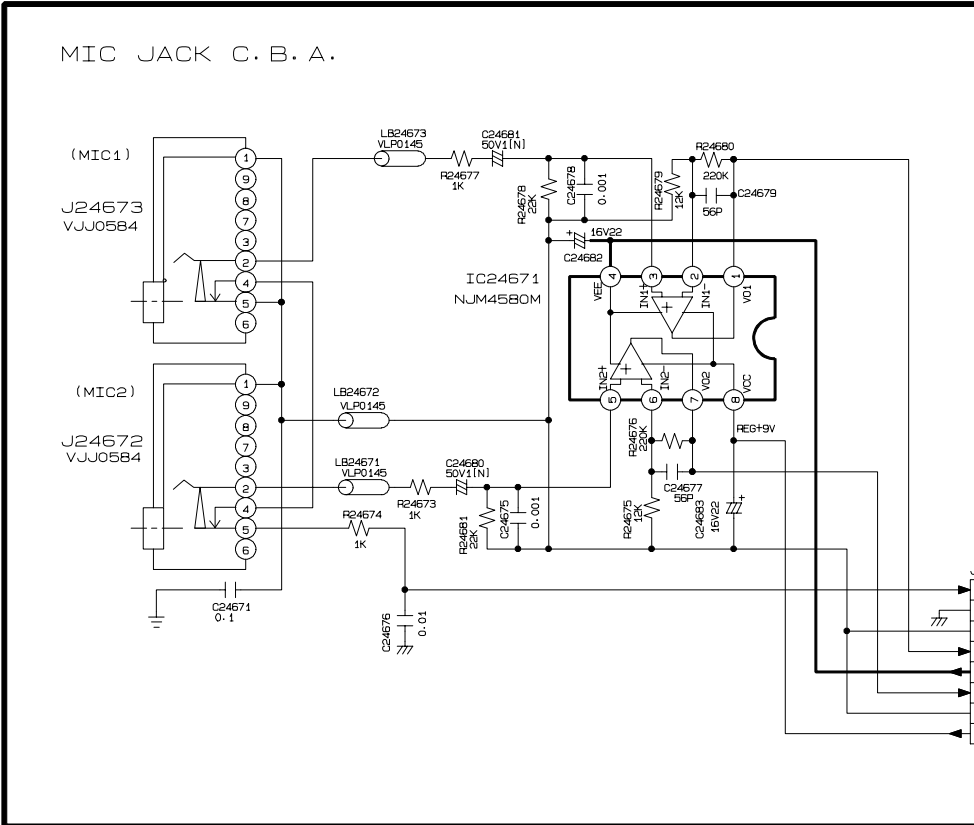 MIC JACK C.B.A.
(MIC1)
J24673
VJJ0584
1
9
8
7
3
2
4
5
6
LB24673
VLP0145
R24677
1K
C24681
50V1[N]
R24678
22K
C24678
0.001
R24679
12K
R24680
220K
C24679
56P
16V22
C24682
IC24671
NJM4580M
4
3
2
1
VEE
IN1+
IN1-
VO1
IN2+
IN2-
VO2
VCC
5
6
7
8
REG+9V
(MIC2)
J24672
VJJ0584
1
9
8
7
3
2
4
5
6
LB24672
VLP0145
LB24671
VLP0145
R24673
1K
C24680
50V1[N]
R24674
1K
R24681
22K
C24675
0.001
R24676
220K
C24677
56P
R24675
12K
C24683
16V22
C24671
0.1
C24676
0.01